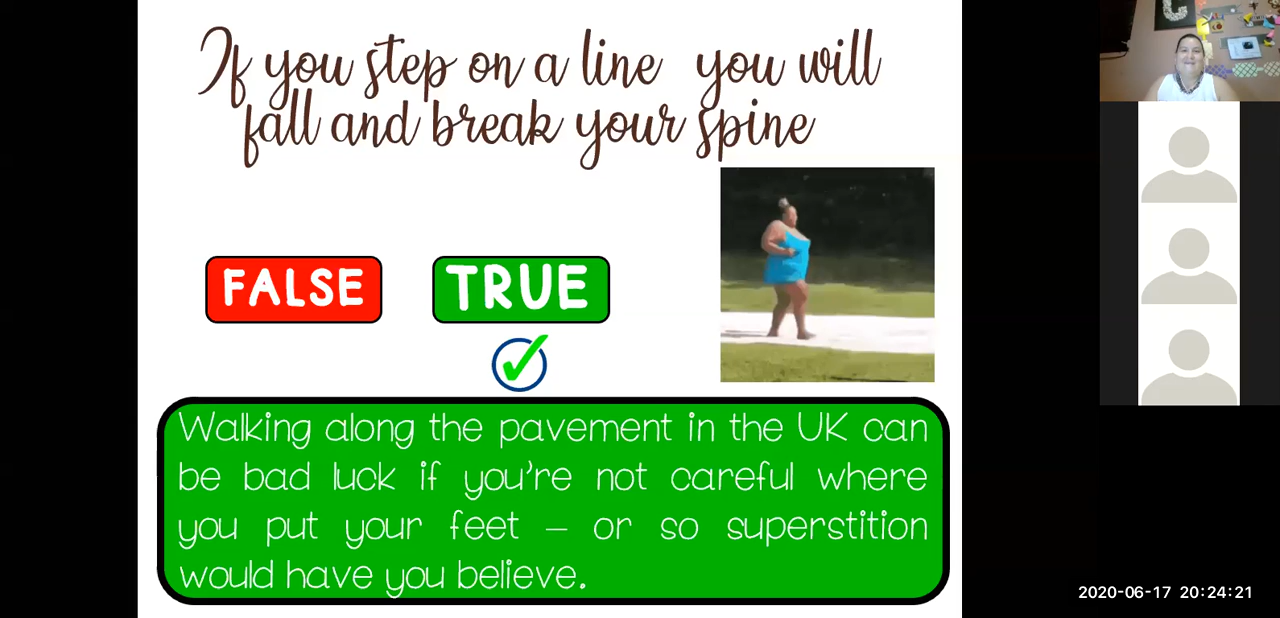 If you step on a line you will
fall and break your spine
FALSE
TRUE
Walking along the pavement in the UK can
be bad luck if you're not careful where
you put your feet – or so superstition
would have you believe.
2020-06-17 20:24:21